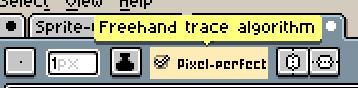 Select View Help
Sprite-
Freehand trace algorithm
1px
Pixel-perfect